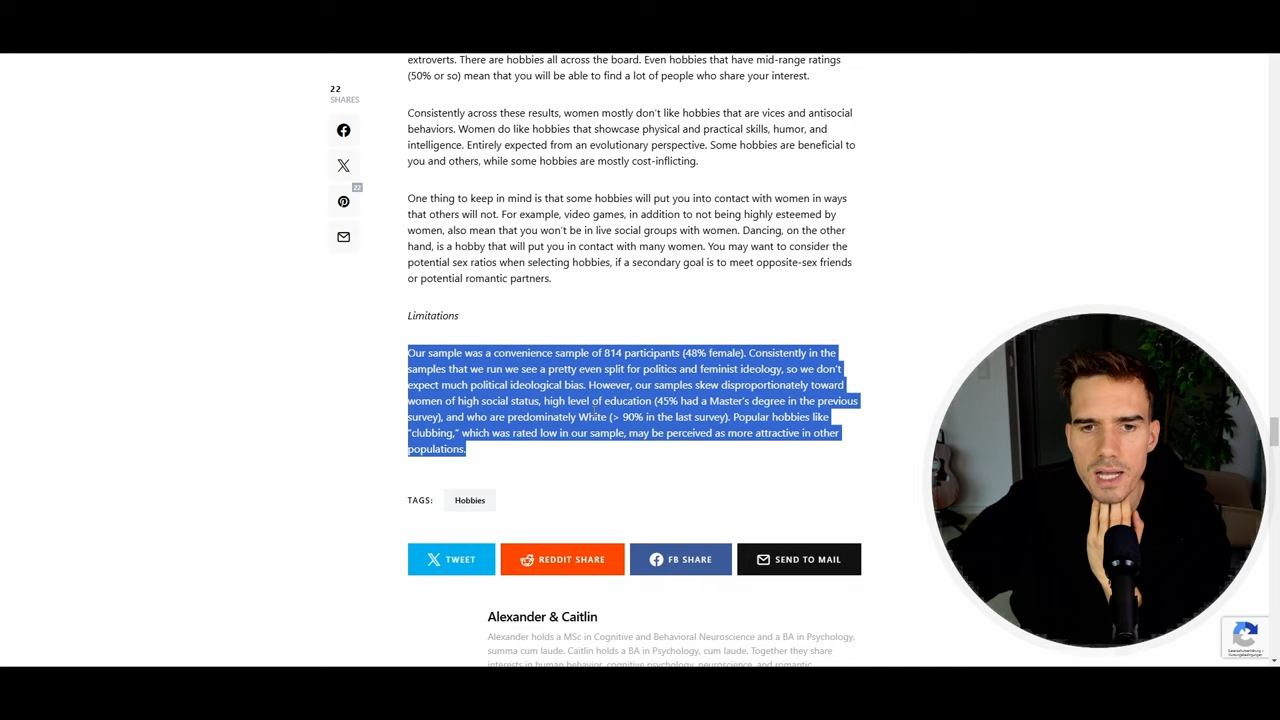 extroverts. There are hobbies all across the board. Even hobbies that have mid-range ratings
(50% or so) mean that you will be able to find a lot of people who share your interest.
22
SHARES
Consistently across these results, women mostly don't like hobbies that are vices and antisocial
behaviors. Women do like hobbies that showcase physical and practical skills, humor, and
intelligence. Entirely expected from an evolutionary perspective. Some hobbies are beneficial to
you and others, while some hobbies are mostly cost-inflicting.
22
One thing to keep in mind is that some hobbies will put you into contact with women in ways
that others will not. For example, video games, in addition to not being highly esteemed by
women, also mean that you won't be in live social groups with women. Dancing, on the other
hand, is a hobby that will put you in contact with many women. You may want to consider the
potential sex ratios when selecting hobbies, if a secondary goal is to meet opposite-sex friends
or potential romantic partners.
Limitations
Our sample was a convenience sample of 814 participants (48% female). Consistently in the
samples that we run we see a pretty even split for politics and feminist ideology, so we don't
expect much political ideological bias. However, our samples skew disproportionately toward
women of high social status, high level of education (45% had a Master's degree in the previous
survey), and who are predominately White (> 90% in the last survey). Popular hobbies like
"clubbing," which was rated low in our sample, may be perceived as more attractive in other
populations.
TAGS:
Hobbies
TWEET
REDDIT SHARE
FB SHARE
SEND TO MAIL
Alexander & Caitlin
Alexander holds a MSc in Cognitive and Behavioral Neuroscience and a BA in Psychology,
summa cum laude. Caitlin holds a BA in Psychology, cum laude. Together they share
interests in human behavior, cognitive psychology, neuroscience, and romantic